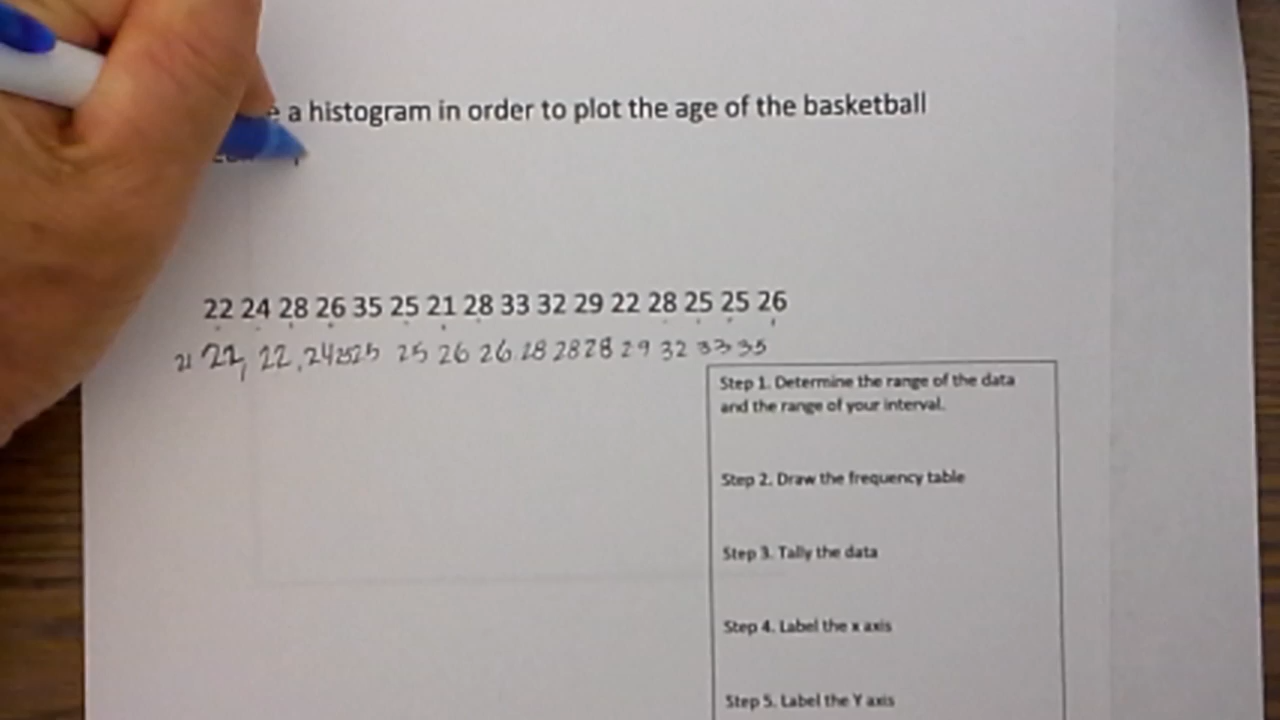 a histogram in order to plot the age of the basketball
22 24 28 26 35 25 21 28 33 32 29 22 28 25 25 26
21 22, 22, 24 25 25 25 26 26 28 28 28 29 32 33 35
Step 1. Determine the range of the data
and the range of your interval.
Step 2. Draw the frequency table
Step 3. Tally the data
Step 4. Label the x axis
Step 5. Label the Y axis